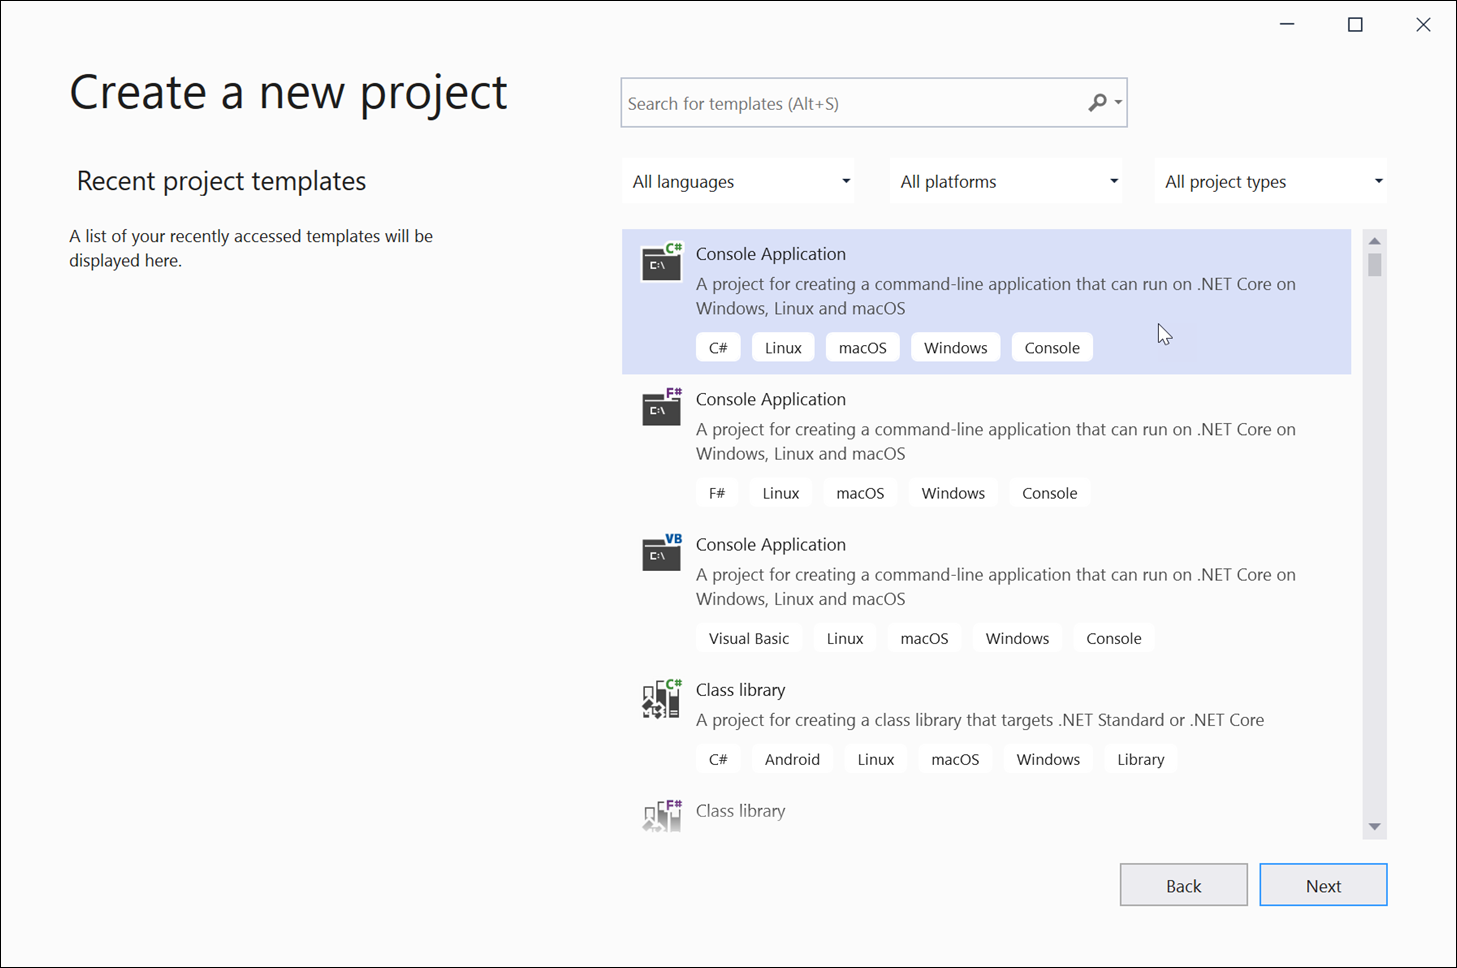 Create a new project
Search for templates (Alt+S)
Recent project templates
A list of your recently accessed templates will be
displayed here.
All languages
All platforms
All project types
C#
C:\
Console Application
A project for creating a command-line application that can run on .NET Core on
Windows, Linux and macOS
C# Linux macOS Windows Console
F#
C:\
Console Application
A project for creating a command-line application that can run on .NET Core on
Windows, Linux and macOS
F# Linux macOS Windows Console
VB
C:\
Console Application
A project for creating a command-line application that can run on .NET Core on
Windows, Linux and macOS
Visual Basic Linux macOS Windows Console
C#
Class library
A project for creating a class library that targets .NET Standard or .NET Core
C# Android Linux macOS Windows Library
F#
Class library
Back
Next